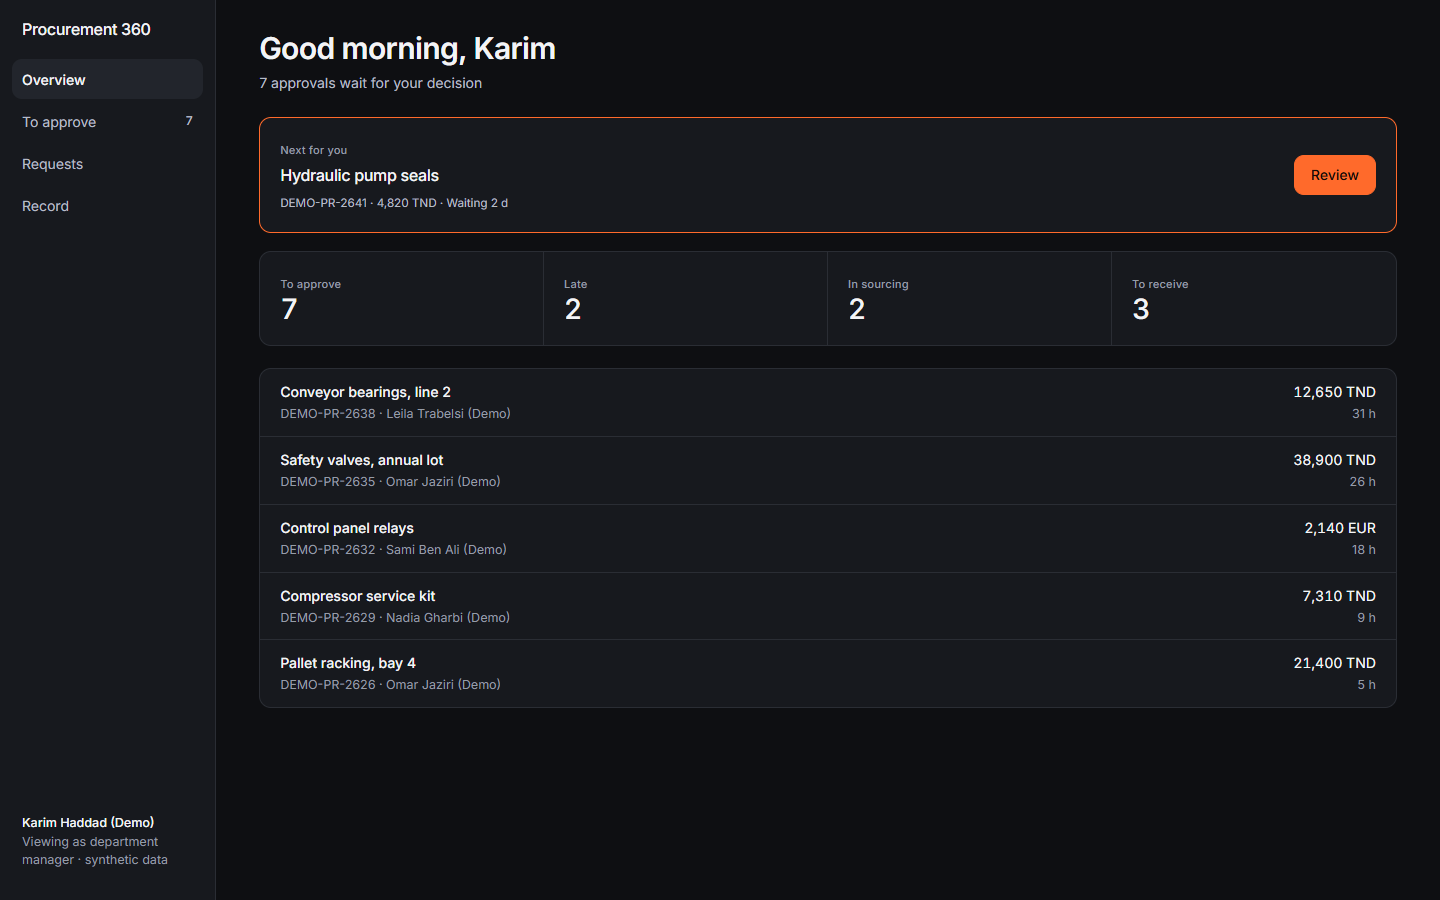 Procurement 360
Overview
To approve 7
Requests
Record
Karim Haddad (Demo)
Viewing as department
manager · synthetic data
Good morning, Karim
7 approvals wait for your decision
Next for you
Hydraulic pump seals
DEMO-PR-2641 · 4,820 TND · Waiting 2 d
Review
To approve
7
Late
2
In sourcing
2
To receive
3
Conveyor bearings, line 2
DEMO-PR-2638 · Leila Trabelsi (Demo)
12,650 TND
31 h
Safety valves, annual lot
DEMO-PR-2635 · Omar Jaziri (Demo)
38,900 TND
26 h
Control panel relays
DEMO-PR-2632 · Sami Ben Ali (Demo)
2,140 EUR
18 h
Compressor service kit
DEMO-PR-2629 · Nadia Gharbi (Demo)
7,310 TND
9 h
Pallet racking, bay 4
DEMO-PR-2626 · Omar Jaziri (Demo)
21,400 TND
5 h